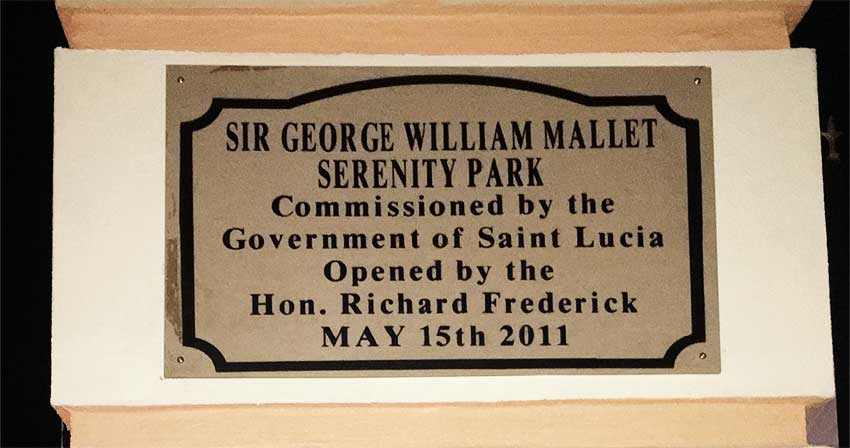 SIR GEORGE WILLIAM MALLET
SERENITY PARK
Commissioned by the
Government of Saint Lucia
Opened by the
Hon. Richard Frederick
MAY 15th 2011